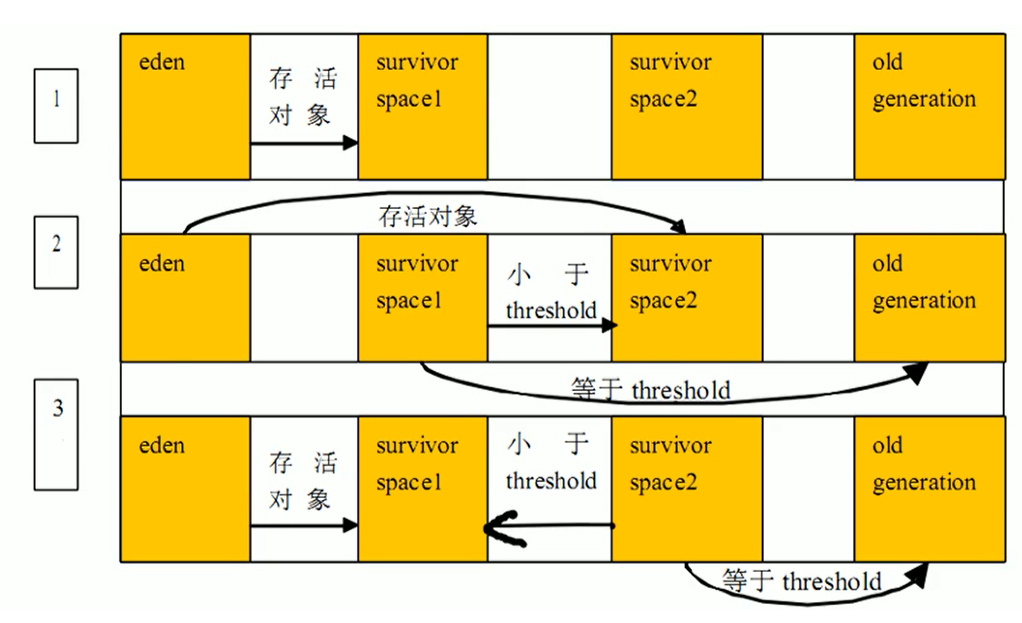 1
eden
存 活
对 象
survivor
space1
survivor
space2
old
generation
2
存活对象
eden
survivor
space1
小 于
threshold
survivor
space2
old
generation
等于 threshold
3
eden
存 活
对 象
survivor
space1
小 于
threshold
survivor
space2
old
generation
等于 threshold